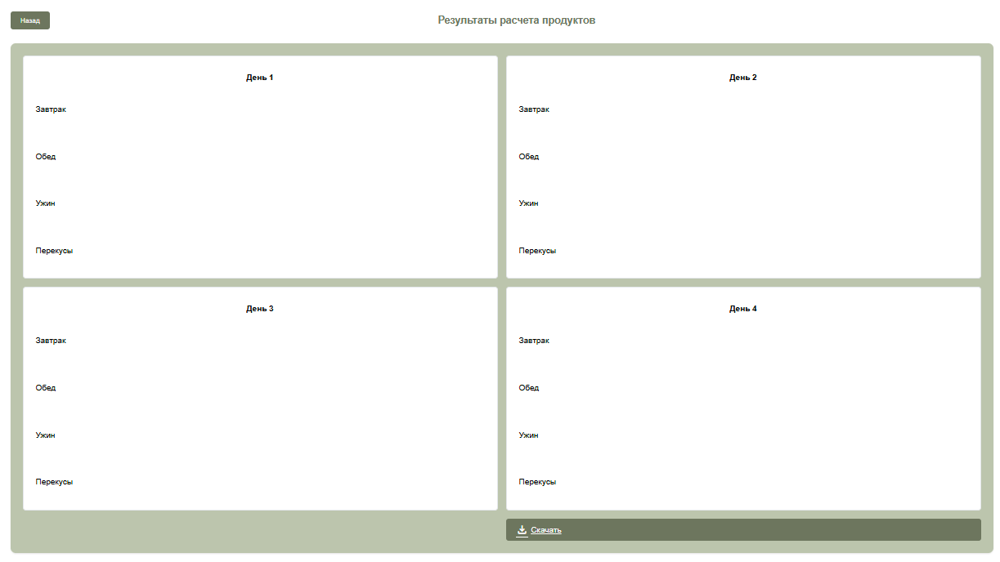 Назад
Результаты расчета продуктов
День 1
Завтрак
Обед
Ужин
Перекусы
День 2
Завтрак
Обед
Ужин
Перекусы
День 3
Завтрак
Обед
Ужин
Перекусы
День 4
Завтрак
Обед
Ужин
Перекусы
Скачать